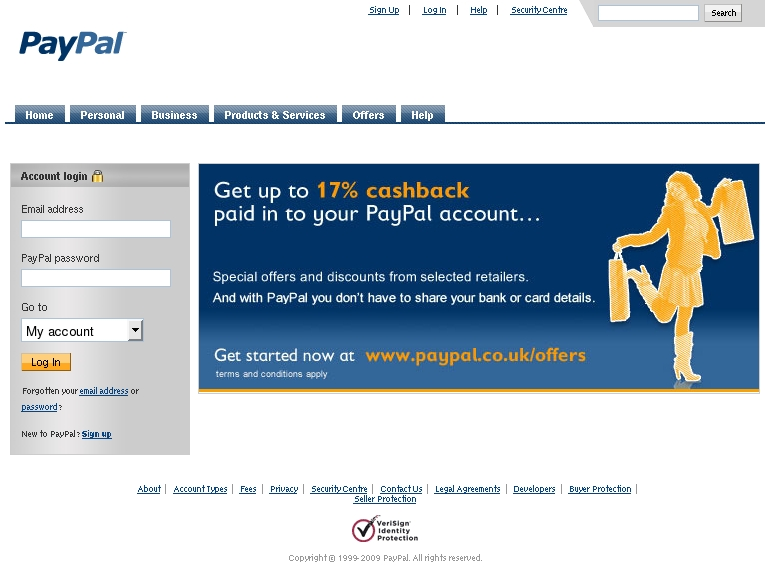 Sign Up | Log In | Help | Security Centre
Search
PayPal
Home Personal Business Products & Services Offers Help
Account login
Email address
PayPal password
Go to
My account
Log In
Forgotten your email address or
password?
New to PayPal? Sign up
Get up to 17% cashback
paid in to your PayPal account...
Special offers and discounts from selected retailers.
And with PayPal you don't have to share your bank or card details.
Get started now at www.paypal.co.uk/offers
terms and conditions apply
About | Account Types | Fees | Privacy | Security Centre | Contact Us | Legal Agreements | Developers | Buyer Protection |
Seller Protection
VeriSign
Identity
Protection
Copyright © 1999-2009 PayPal. All rights reserved.